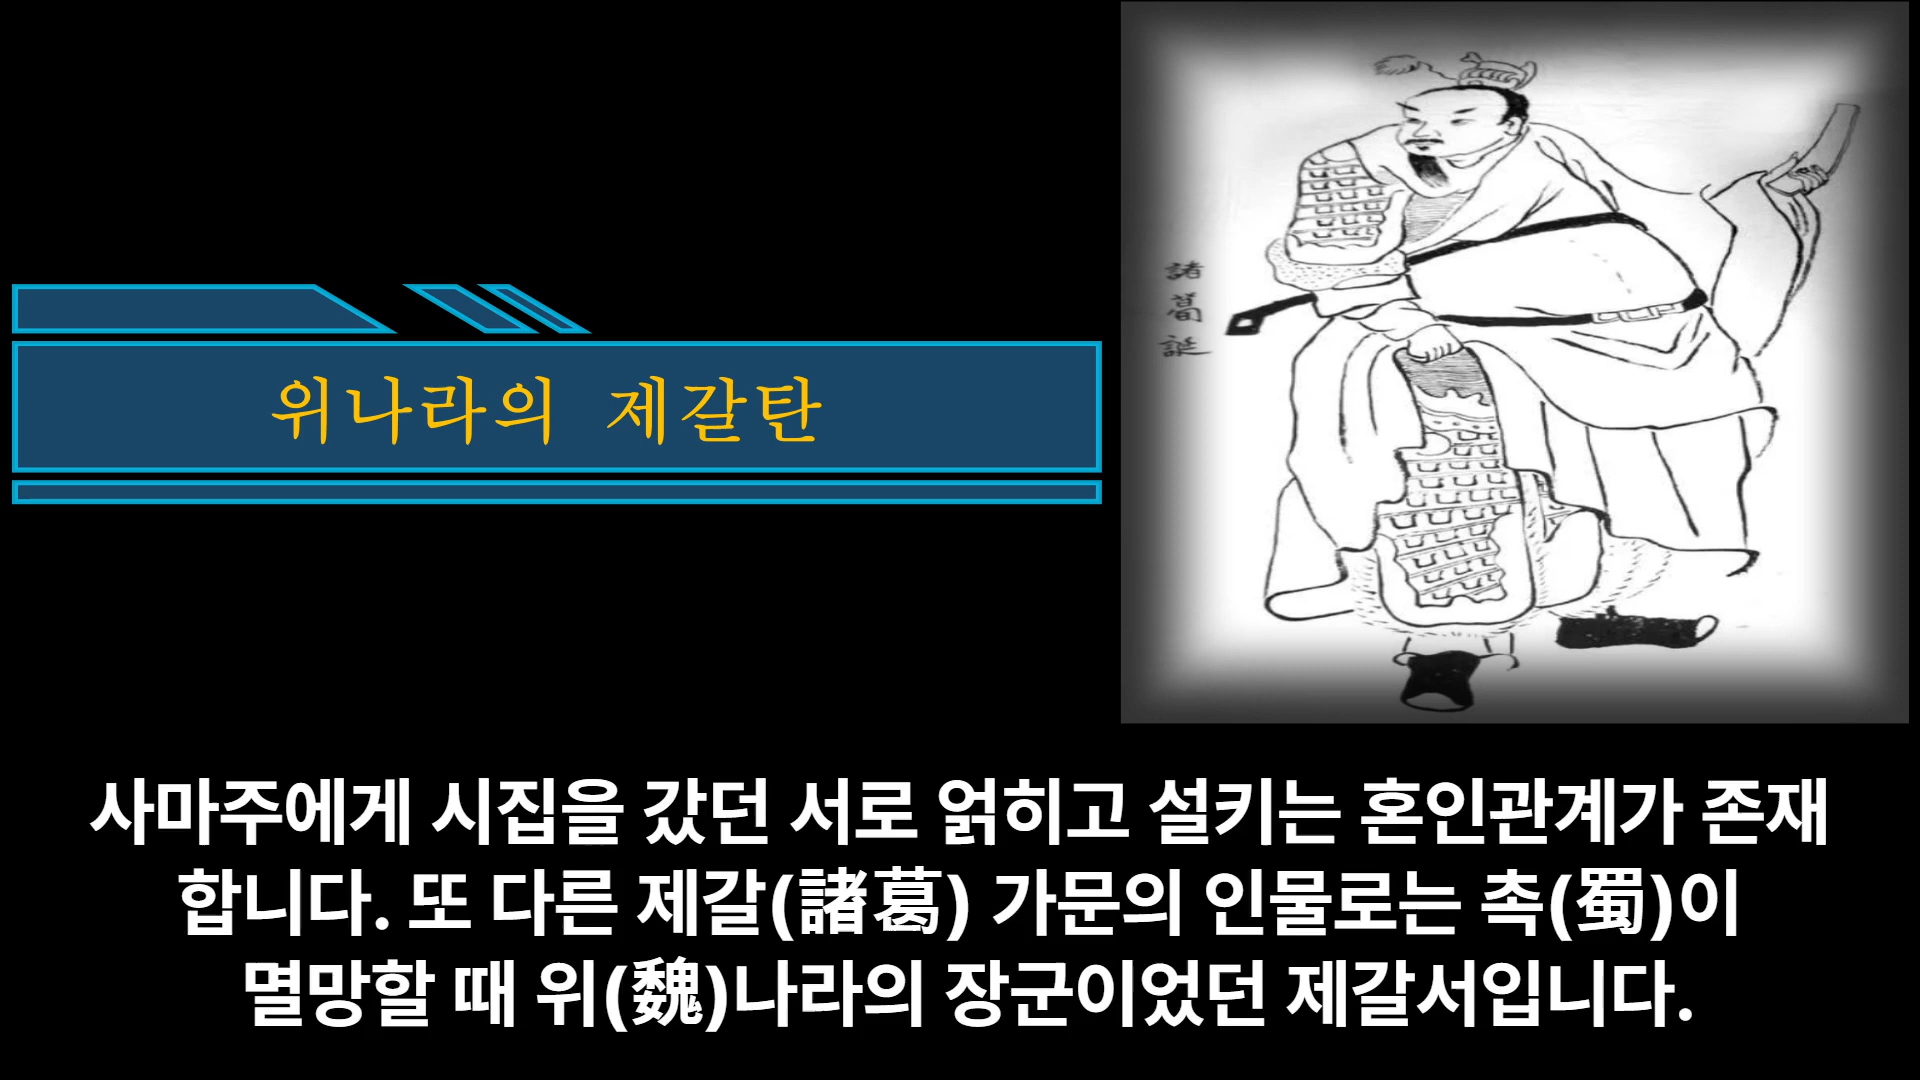 위나라의 제갈탄
諸
葛
誕
사마주에게 시집을 갔던 서로 얽히고 설키는 혼인관계가 존재
합니다. 또 다른 제갈(諸葛) 가문의 인물로는 촉(蜀)이
멸망할 때 위(魏)나라의 장군이었던 제갈서입니다.